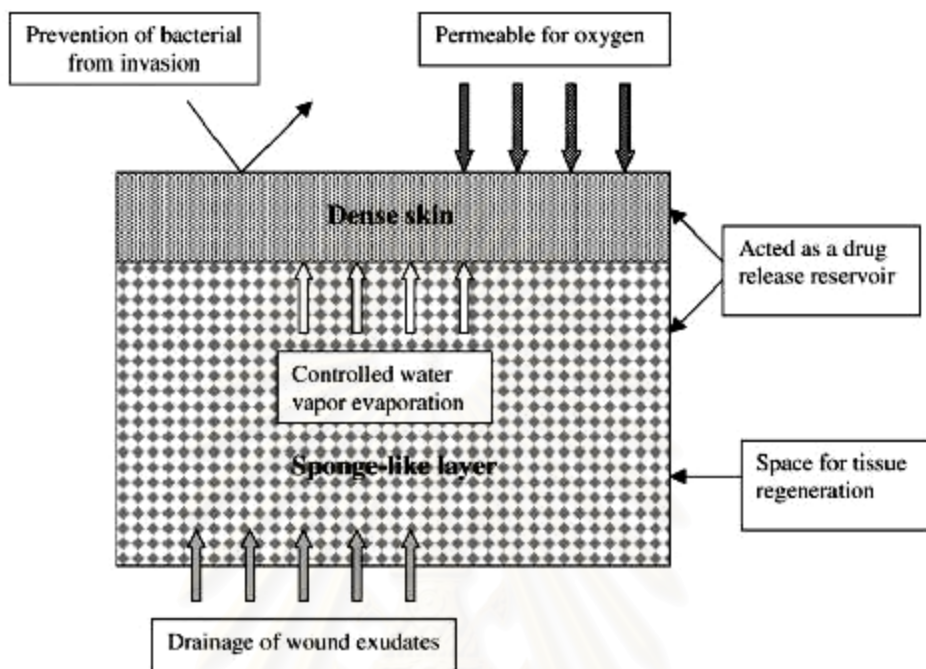 Prevention of bacterial
from invasion
Permeable for oxygen
Dense skin
Acted as a drug
release reservoir
Controlled water
vapor evaporation
Sponge-like layer
Space for tissue
regeneration
Drainage of wound exudates